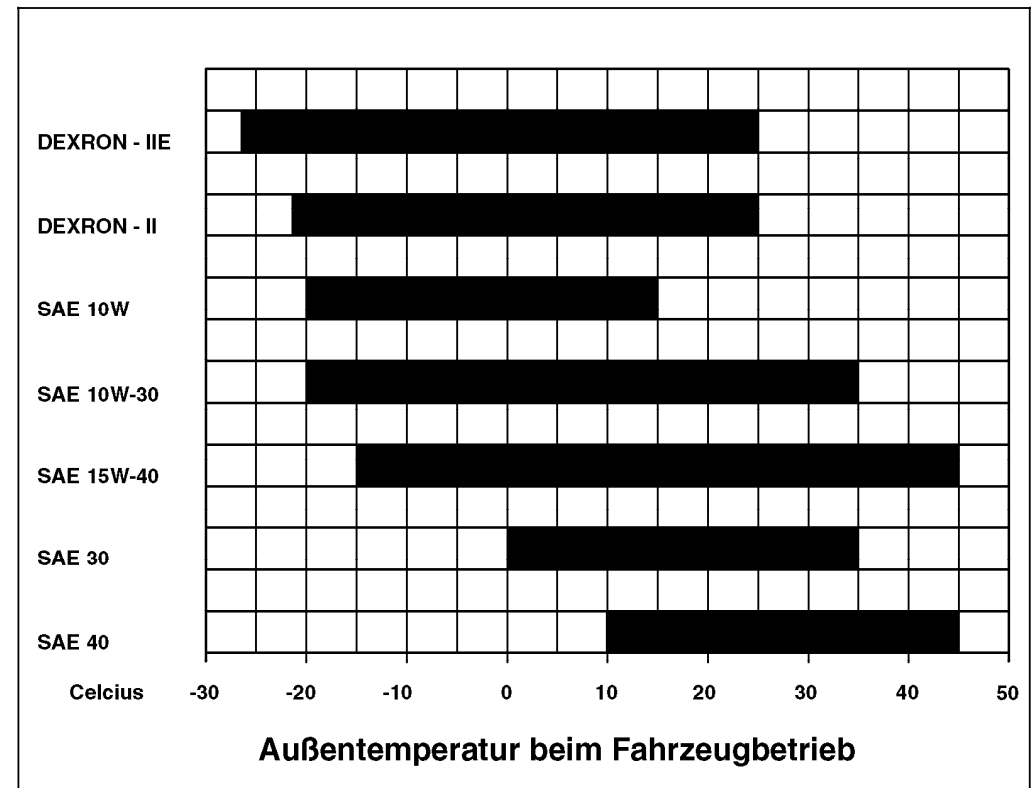 DEXRON - IIE
DEXRON - II
SAE 10W
SAE 10W-30
SAE 15W-40
SAE 30
SAE 40
Celcius -30 -20 -10 0 10 20 30 40 50
Außentemperatur beim Fahrzeugbetrieb